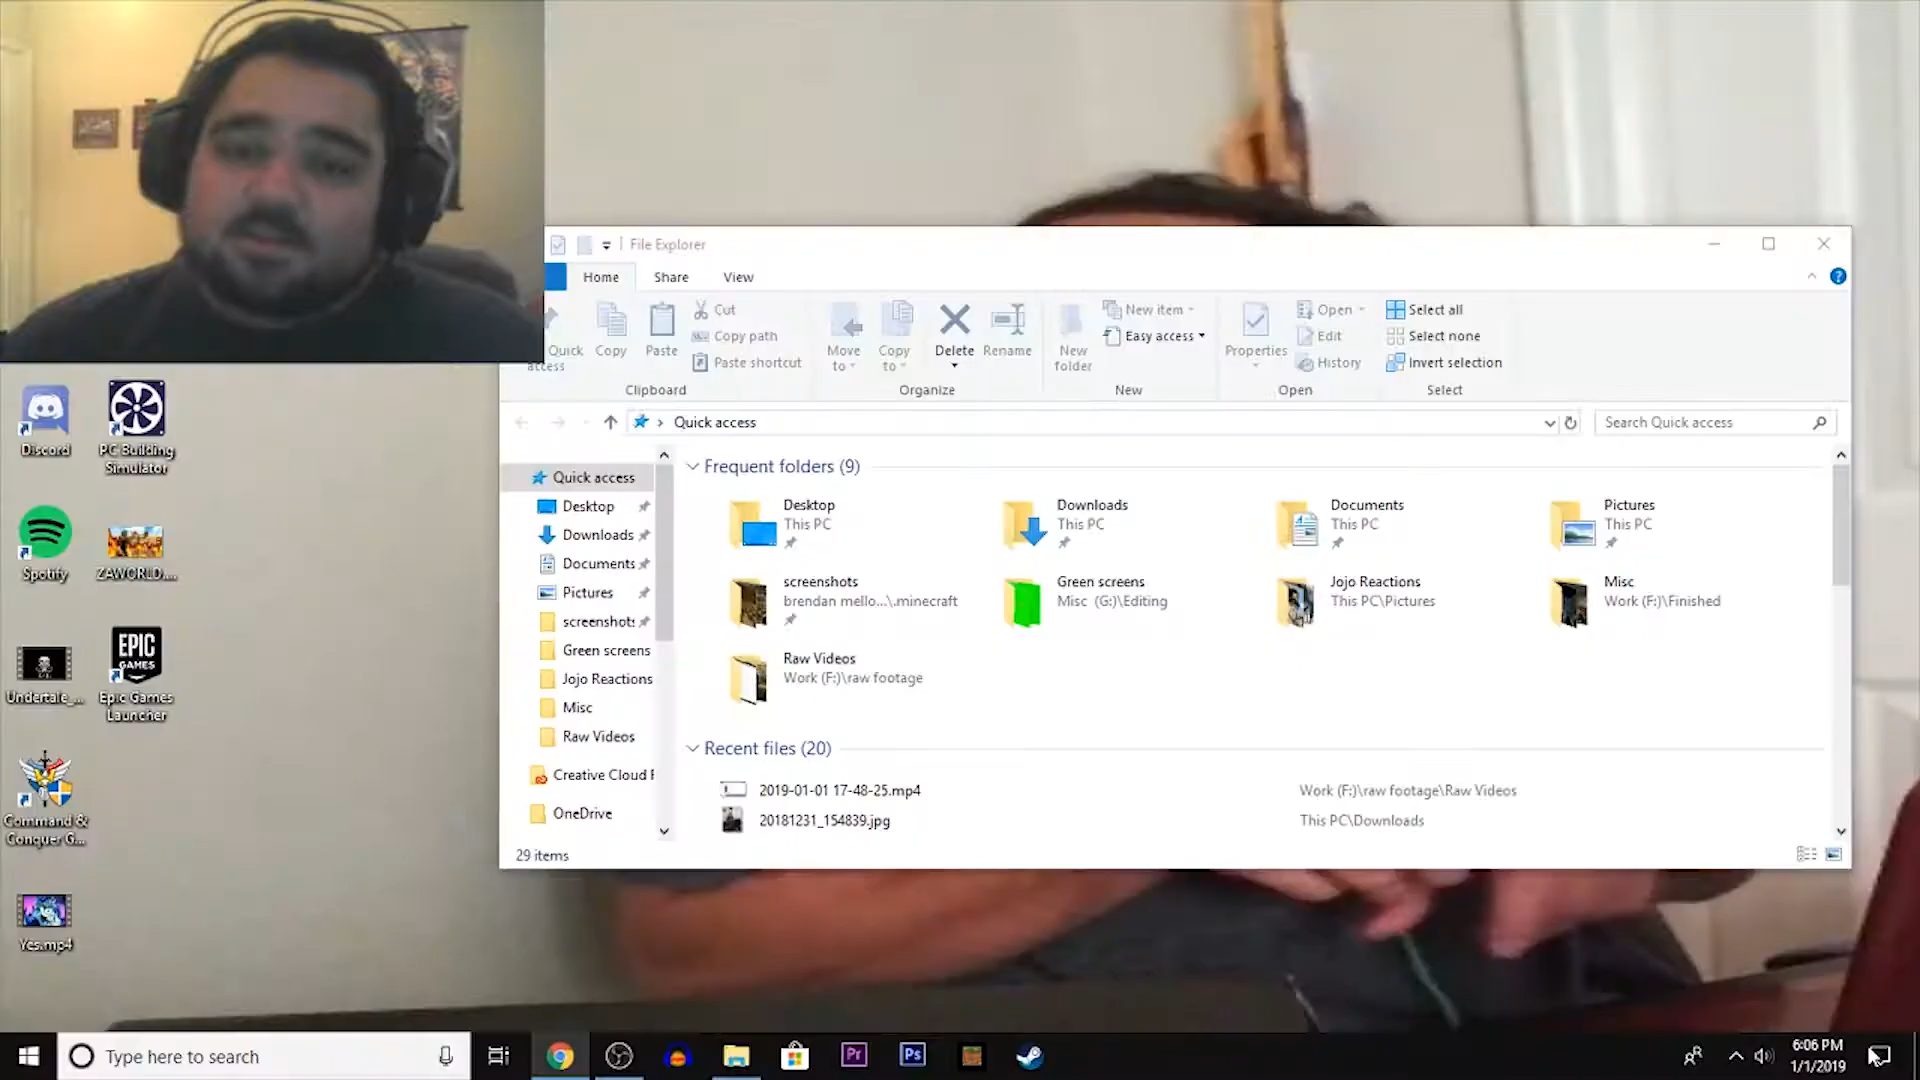 File Explorer
Home Share View
Quick access
Copy
Paste
Cut
Copy path
Paste shortcut
Clipboard
Move to
Copy to
Delete
Rename
Organize
New folder
New item
Easy access
New
Properties
Open
Edit
History
Open
Select all
Select none
Invert selection
Select
Quick access
Search Quick access
Quick access
Desktop
Downloads
Documents
Pictures
screenshots
Green screens
Jojo Reactions
Misc
Raw Videos
Creative Cloud F
OneDrive
Frequent folders (9)
Desktop
This PC
Downloads
This PC
Documents
This PC
Pictures
This PC
screenshots
brendan mello...\.minecraft
Green screens
Misc (G:)\Editing
Jojo Reactions
This PC\Pictures
Misc
Work (F:)\Finished
Raw Videos
Work (F:)\raw footage
Recent files (20)
2019-01-01 17-48-25.mp4 Work (F:)\raw footage\Raw Videos
20181231_154839.jpg This PC\Downloads
29 items
Discord
PC Building
Simulator
Spotify
ZAWORLD....
Undertale_...
EPIC
GAMES
Epic Games
Launcher
Command &
Conquer G...
Yes.mp4
Type here to search
Pr
Ps
6:06 PM
1/1/2019